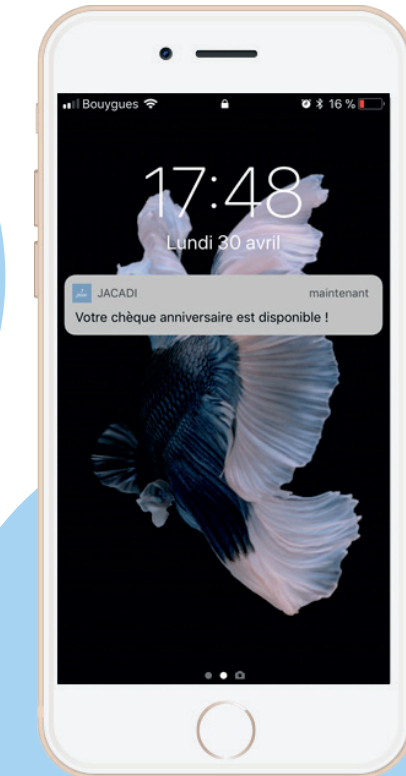 Bouygues 16 %
17:48
Lundi 30 avril
JACADI maintenant
Votre chèque anniversaire est disponible !